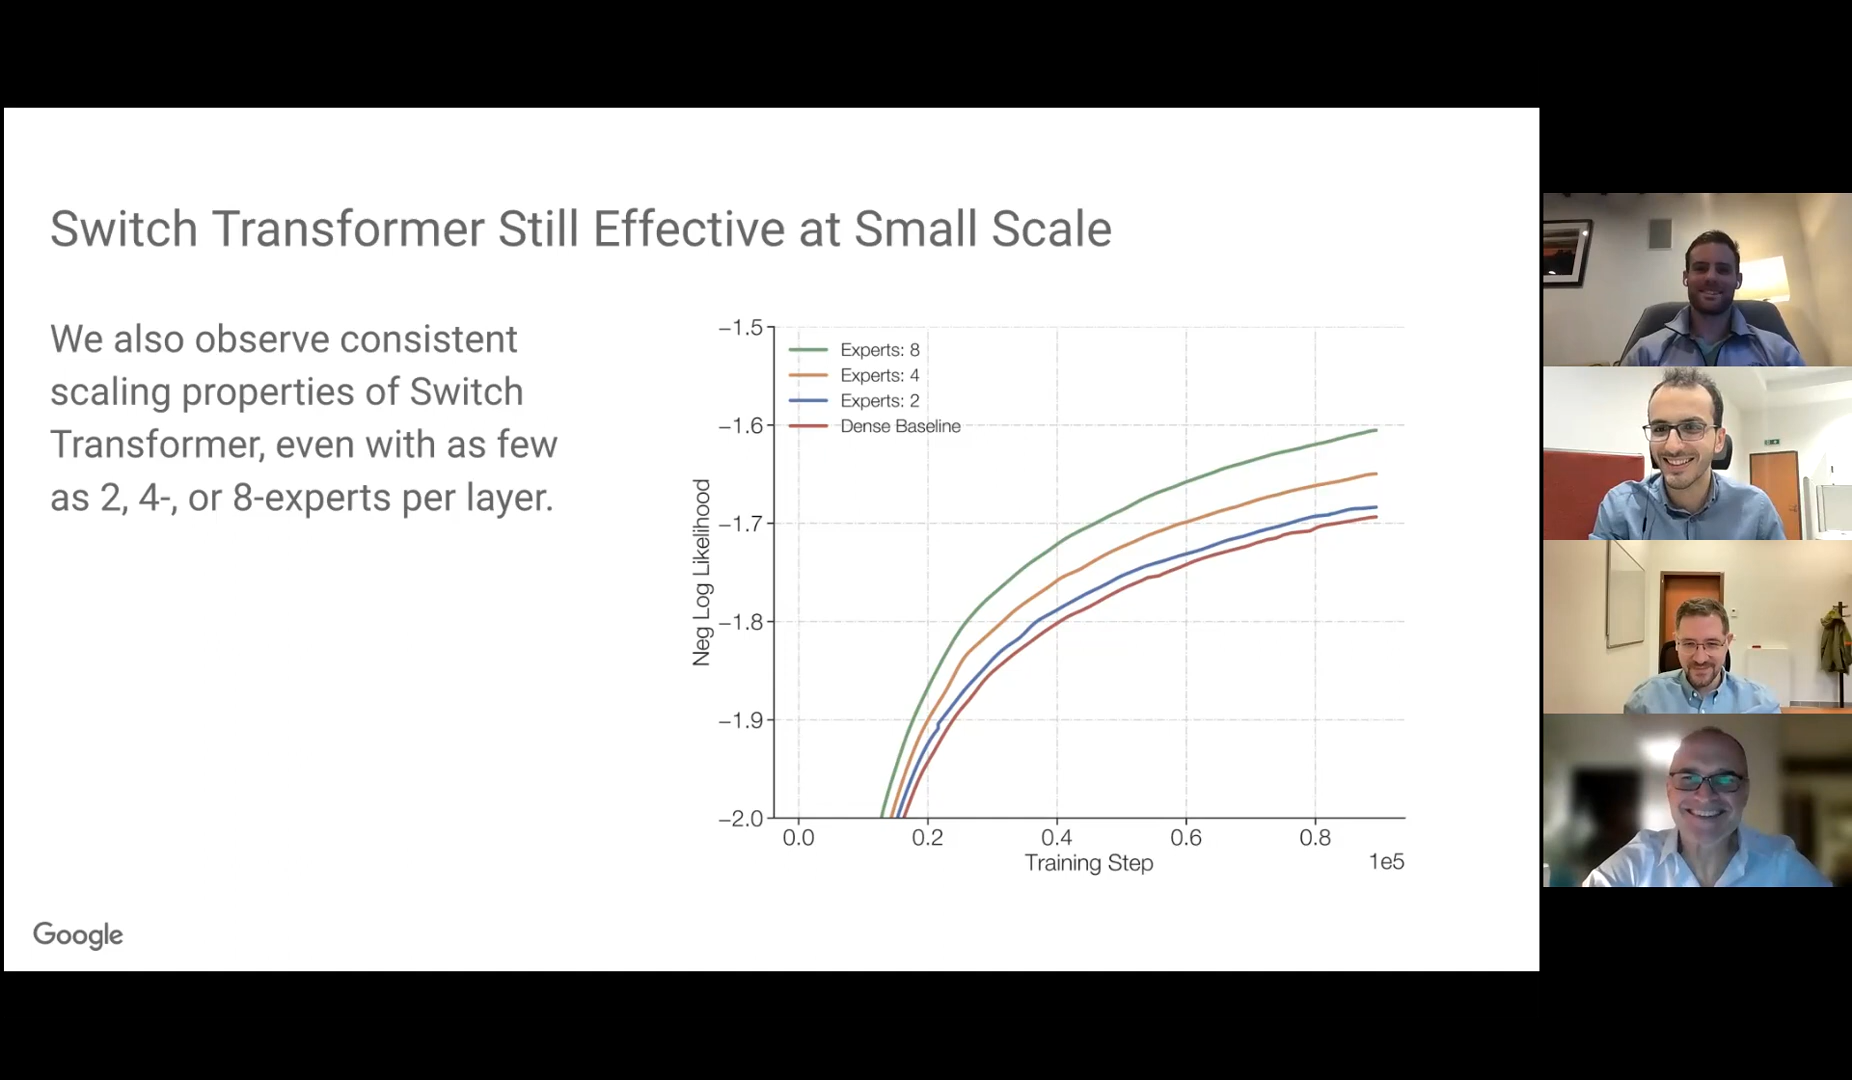 Switch Transformer Still Effective at Small Scale
We also observe consistent
scaling properties of Switch
Transformer, even with as few
as 2, 4-, or 8-experts per layer.
−1.5
−1.6
−1.7
−1.8
−1.9
−2.0
Neg Log Likelihood
Experts: 8
Experts: 4
Experts: 2
Dense Baseline
0.0
0.2
0.4
0.6
0.8
Training Step
1e5
Google